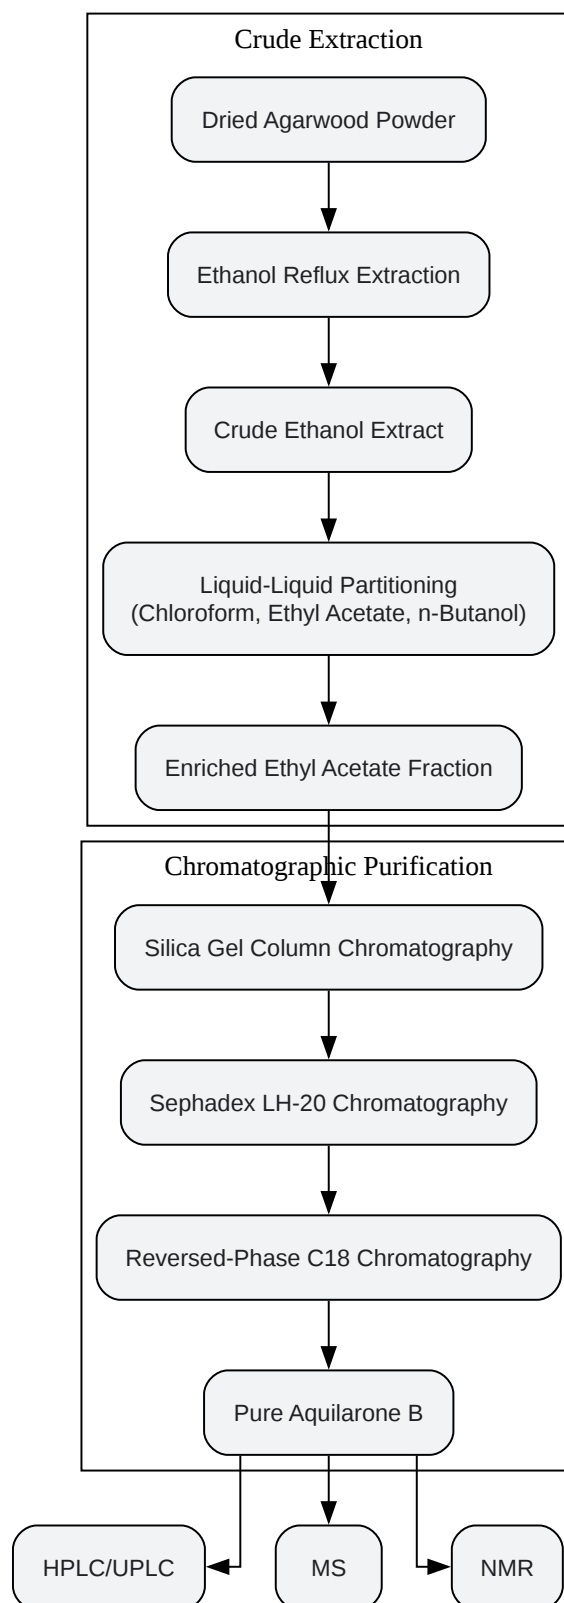 Crude Extraction
Dried Agarwood Powder
Ethanol Reflux Extraction
Crude Ethanol Extract
Liquid-Liquid Partitioning
(Chloroform, Ethyl Acetate, n-Butanol)
Enriched Ethyl Acetate Fraction
Chromatographic Purification
Silica Gel Column Chromatography
Sephadex LH-20 Chromatography
Reversed-Phase C18 Chromatography
Pure Aquilarone B
HPLC/UPLC
MS
NMR